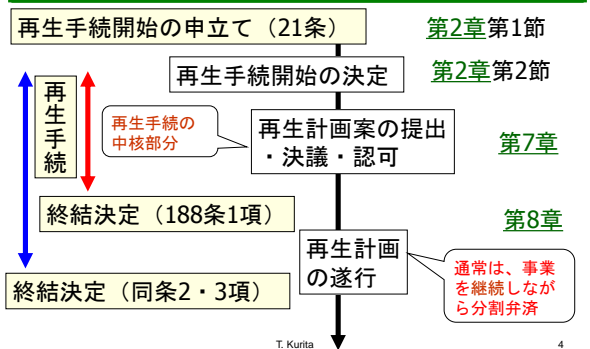 再生手続開始の申立て（21条）
第2章第1節
再生手続開始の決定
第2章第2節
再生手続
再生手続の
中核部分
再生計画案の提出
・決議・認可
第7章
終結決定（188条1項）
第8章
再生計画
の遂行
通常は、事業
を継続しなが
ら分割弁済
終結決定（同条2・3項）
T. Kurita
4